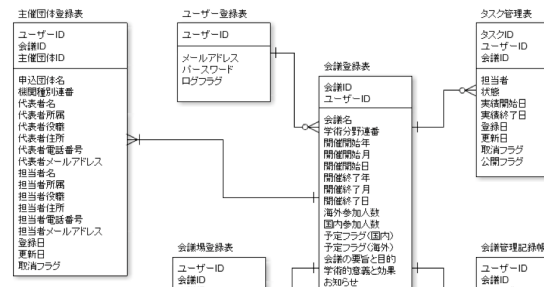 主催団体登録表
ユーザーID
会議ID
主催団体ID
申込団体名
機関種別連番
代表者名
代表者所属
代表者役職
代表者住所
代表者電話番号
代表者メールアドレス
担当者名
担当者所属
担当者役職
担当者住所
担当者電話番号
担当者メールアドレス
登録日
更新日
取消フラグ
ユーザー登録表
ユーザーID
メールアドレス
パースワード
ログフラグ
会議登録表
会議ID
ユーザーID
会議名
学術分野連番
開催開始年
開催開始月
開催開始日
開催終了年
開催終了月
開催終了日
海外参加人数
国内参加人数
予定フラグ(国内)
予定フラグ(海外)
会議の要旨と目的
学術的意義と効果
お知らせ
タスク管理表
タスクID
ユーザーID
会議ID
担当者
状態
実績開始日
実績終了日
登録日
更新日
取消フラグ
公開フラグ
会議場登録表
ユーザーID
会議ID
会議管理記録帳
ユーザーID
会議ID